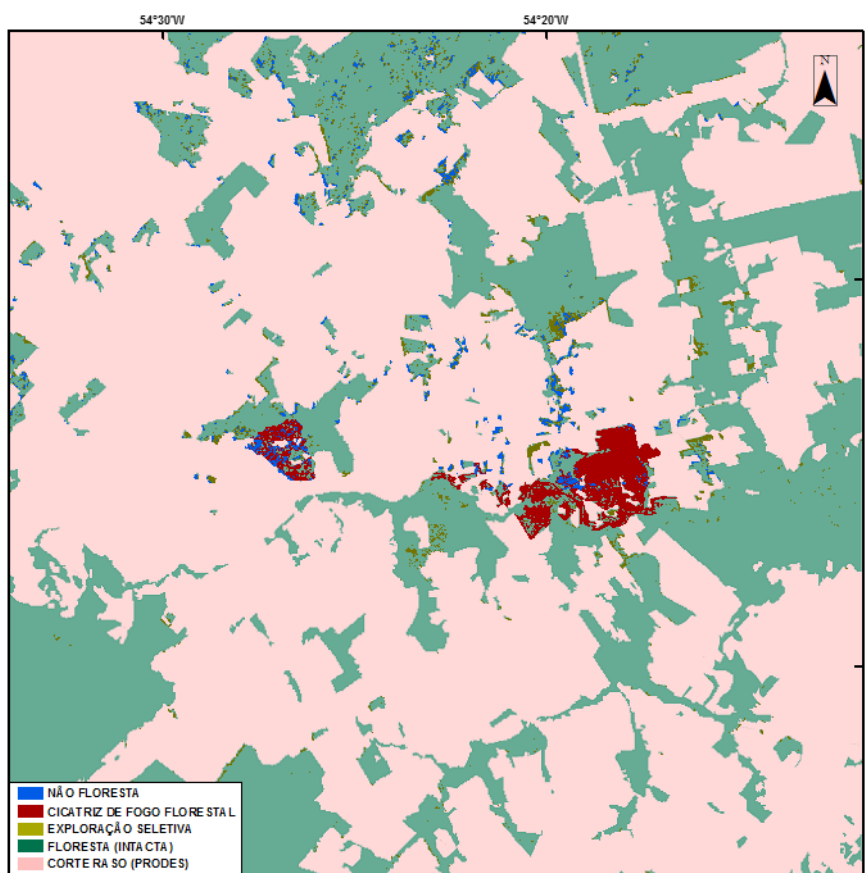 54°30'W 54°20'W
N
NÃO FLORESTA
CICATRIZ DE FOGO FLORESTAL
EXPLORAÇÃO SELETIVA
FLORESTA (INTACTA)
CORTE RASO (PRODES)